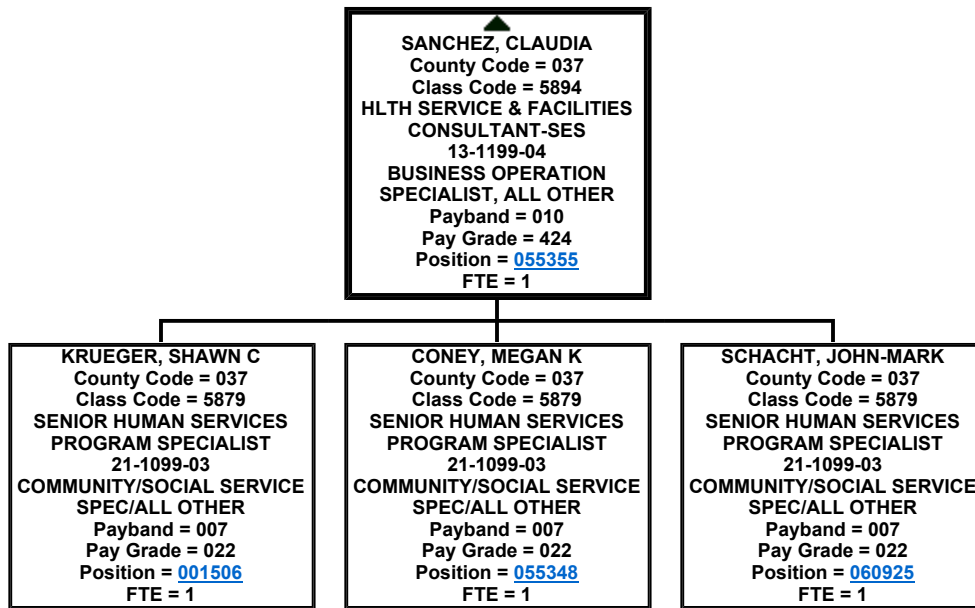 SANCHEZ, CLAUDIA
County Code = 037
Class Code = 5894
HLTH SERVICE & FACILITIES
CONSULTANT-SES
13-1199-04
BUSINESS OPERATION
SPECIALIST, ALL OTHER
Payband = 010
Pay Grade = 424
Position = 055355
FTE = 1
KRUEGER, SHAWN C
County Code = 037
Class Code = 5879
SENIOR HUMAN SERVICES
PROGRAM SPECIALIST
21-1099-03
COMMUNITY/SOCIAL SERVICE
SPEC/ALL OTHER
Payband = 007
Pay Grade = 022
Position = 001506
FTE = 1
CONEY, MEGAN K
County Code = 037
Class Code = 5879
SENIOR HUMAN SERVICES
PROGRAM SPECIALIST
21-1099-03
COMMUNITY/SOCIAL SERVICE
SPEC/ALL OTHER
Payband = 007
Pay Grade = 022
Position = 055348
FTE = 1
SCHACHT, JOHN-MARK
County Code = 037
Class Code = 5879
SENIOR HUMAN SERVICES
PROGRAM SPECIALIST
21-1099-03
COMMUNITY/SOCIAL SERVICE
SPEC/ALL OTHER
Payband = 007
Pay Grade = 022
Position = 060925
FTE = 1